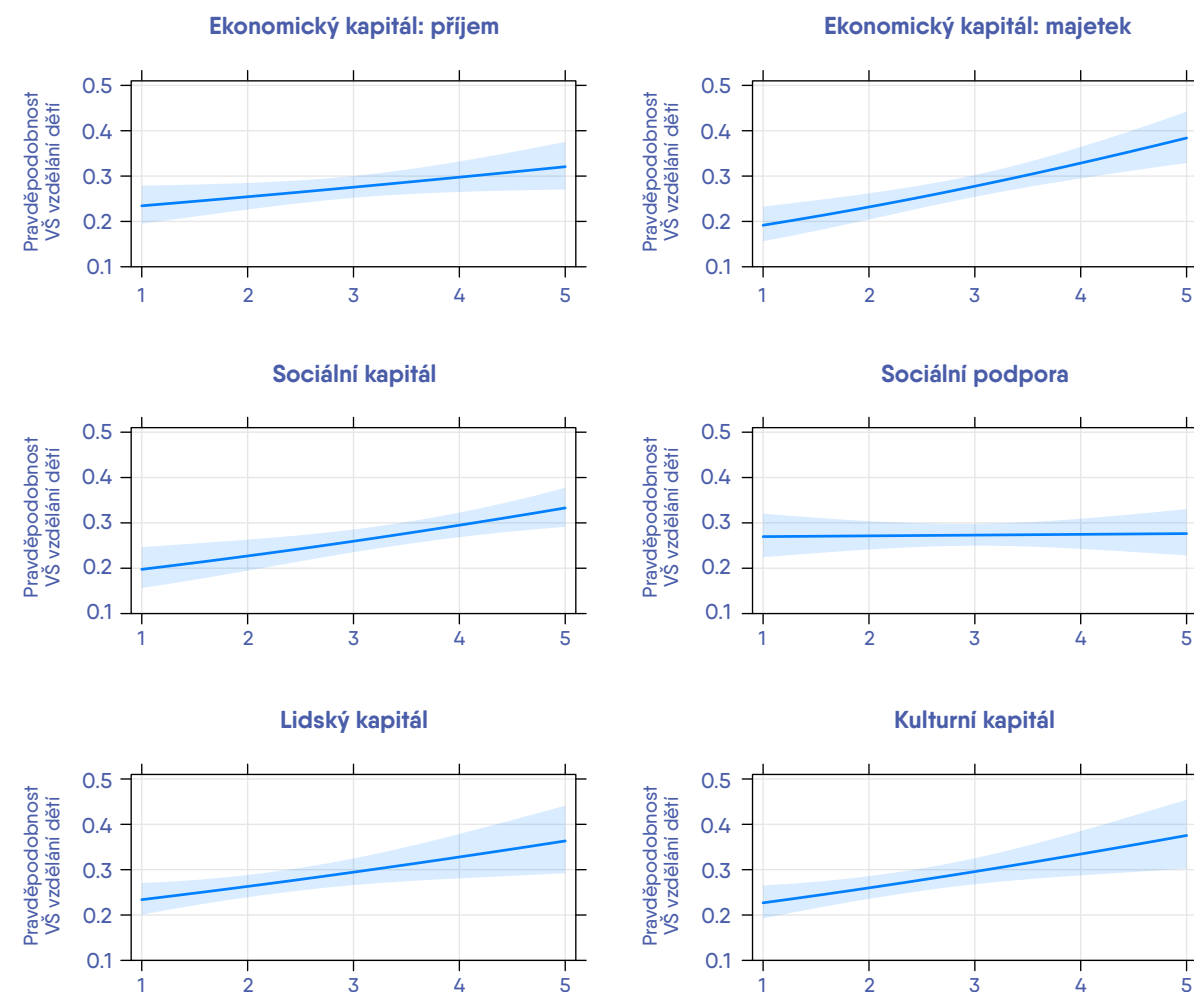 Ekonomický kapitál: příjem
Pravděpodobnost
VŠ vzdělání dětí
0.5
0.4
0.3
0.2
0.1
1 2 3 4 5
Ekonomický kapitál: majetek
Pravděpodobnost
VŠ vzdělání dětí
0.5
0.4
0.3
0.2
0.1
1 2 3 4 5
Sociální kapitál
Pravděpodobnost
VŠ vzdělání dětí
0.5
0.4
0.3
0.2
0.1
1 2 3 4 5
Sociální podpora
Pravděpodobnost
VŠ vzdělání dětí
0.5
0.4
0.3
0.2
0.1
1 2 3 4 5
Lidský kapitál
Pravděpodobnost
VŠ vzdělání dětí
0.5
0.4
0.3
0.2
0.1
1 2 3 4 5
Kulturní kapitál
Pravděpodobnost
VŠ vzdělání dětí
0.5
0.4
0.3
0.2
0.1
1 2 3 4 5